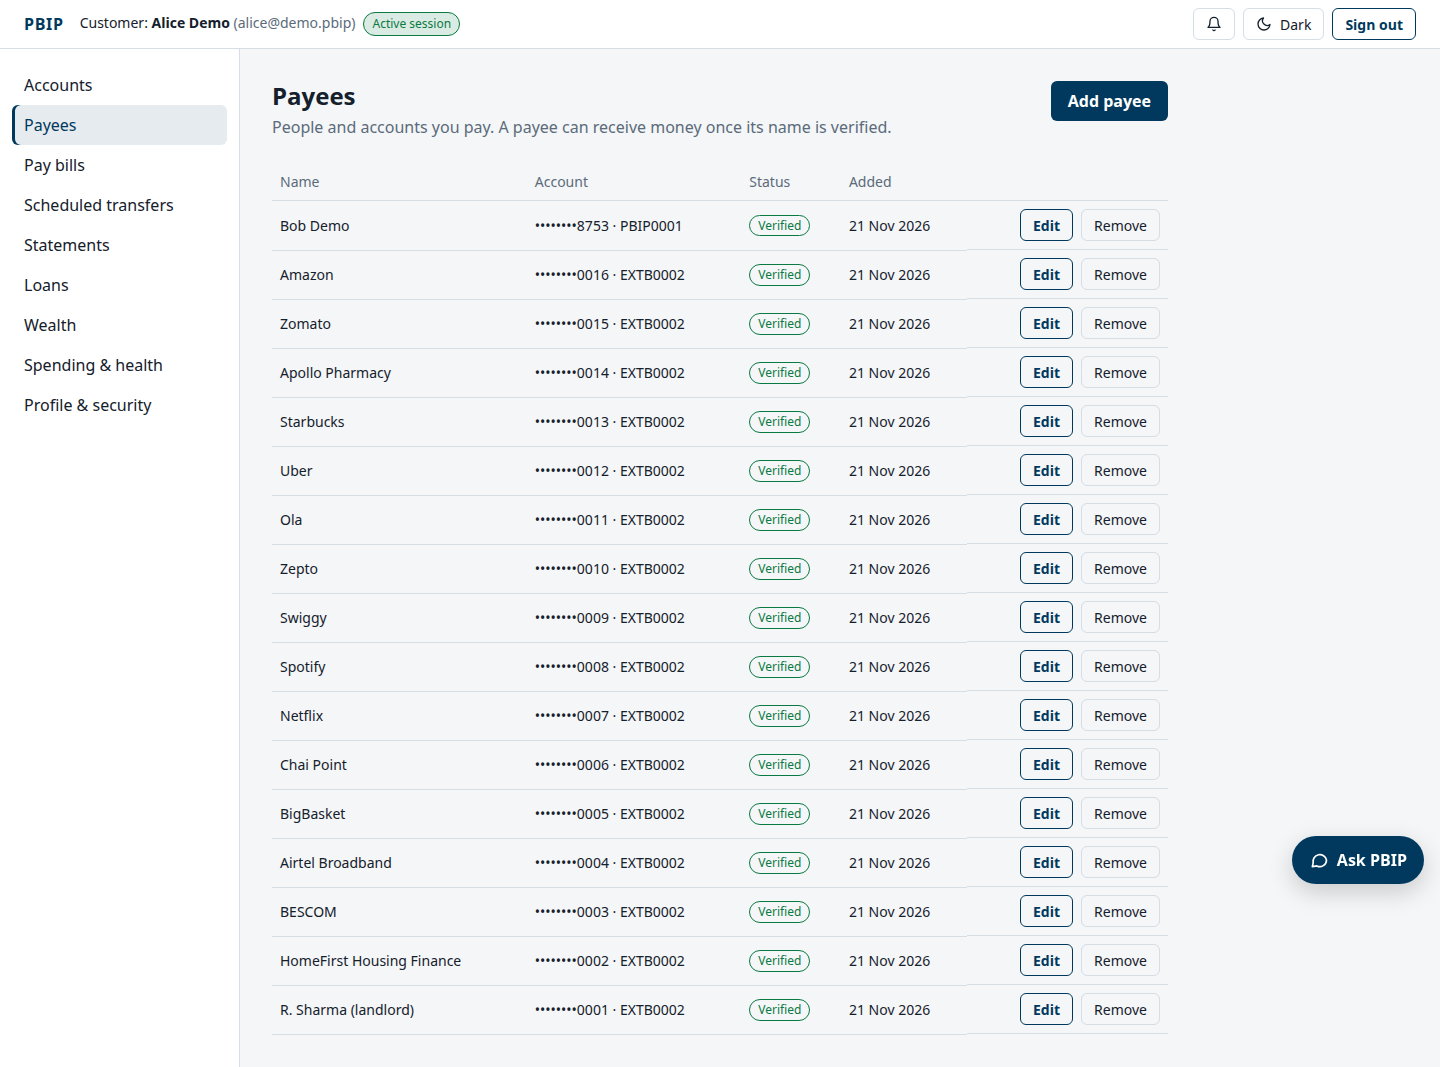 PBIP Customer: Alice Demo (alice@demo.pbip) Active session Dark Sign out
Accounts
Payees
Pay bills
Scheduled transfers
Statements
Loans
Wealth
Spending & health
Profile & security
Payees
Add payee
People and accounts you pay. A payee can receive money once its name is verified.
Name Account Status Added
Bob Demo ••••••••8753 · PBIP0001 Verified 21 Nov 2026 Edit Remove
Amazon ••••••••0016 · EXTB0002 Verified 21 Nov 2026 Edit Remove
Zomato ••••••••0015 · EXTB0002 Verified 21 Nov 2026 Edit Remove
Apollo Pharmacy ••••••••0014 · EXTB0002 Verified 21 Nov 2026 Edit Remove
Starbucks ••••••••0013 · EXTB0002 Verified 21 Nov 2026 Edit Remove
Uber ••••••••0012 · EXTB0002 Verified 21 Nov 2026 Edit Remove
Ola ••••••••0011 · EXTB0002 Verified 21 Nov 2026 Edit Remove
Zepto ••••••••0010 · EXTB0002 Verified 21 Nov 2026 Edit Remove
Swiggy ••••••••0009 · EXTB0002 Verified 21 Nov 2026 Edit Remove
Spotify ••••••••0008 · EXTB0002 Verified 21 Nov 2026 Edit Remove
Netflix ••••••••0007 · EXTB0002 Verified 21 Nov 2026 Edit Remove
Chai Point ••••••••0006 · EXTB0002 Verified 21 Nov 2026 Edit Remove
BigBasket ••••••••0005 · EXTB0002 Verified 21 Nov 2026 Edit Remove
Airtel Broadband ••••••••0004 · EXTB0002 Verified 21 Nov 2026 Edit Remove
BESCOM ••••••••0003 · EXTB0002 Verified 21 Nov 2026 Edit Remove
HomeFirst Housing Finance ••••••••0002 · EXTB0002 Verified 21 Nov 2026 Edit Remove
R. Sharma (landlord) ••••••••0001 · EXTB0002 Verified 21 Nov 2026 Edit Remove
Ask PBIP